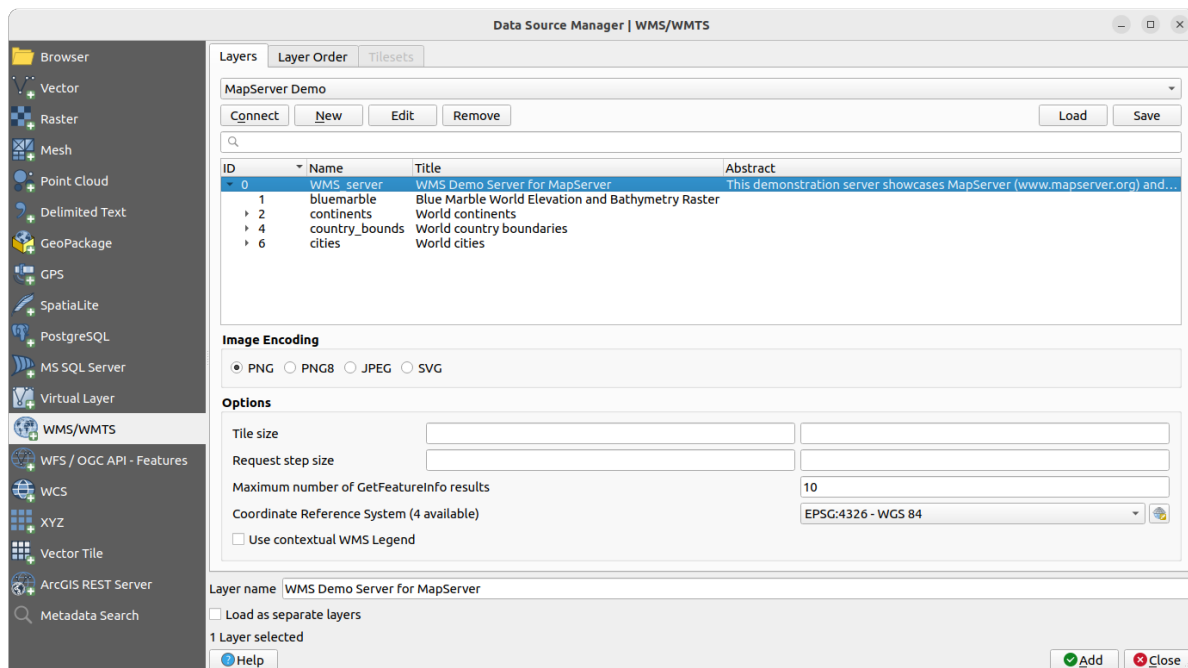 Data Source Manager | WMS/WMTS
Browser
Vector
Raster
Mesh
Point Cloud
Delimited Text
GeoPackage
GPS
SpatiaLite
PostgreSQL
MS SQL Server
Virtual Layer
WMS/WMTS
WFS / OGC API - Features
WCS
XYZ
Vector Tile
ArcGIS REST Server
Metadata Search
Layers Layer Order Tilesets
MapServer Demo
Connect New Edit Remove Load Save
ID Name Title Abstract
0 WMS_server WMS Demo Server for MapServer This demonstration server showcases MapServer (www.mapserver.org) and...
1 bluemarble Blue Marble World Elevation and Bathymetry Raster
2 continents World continents
4 country_bounds World country boundaries
6 cities World cities
Image Encoding
PNG PNG8 JPEG SVG
Options
Tile size
Request step size
Maximum number of GetFeatureInfo results 10
Coordinate Reference System (4 available) EPSG:4326 - WGS 84
Use contextual WMS Legend
Layer name WMS Demo Server for MapServer
Load as separate layers
1 Layer selected
Help Add Close